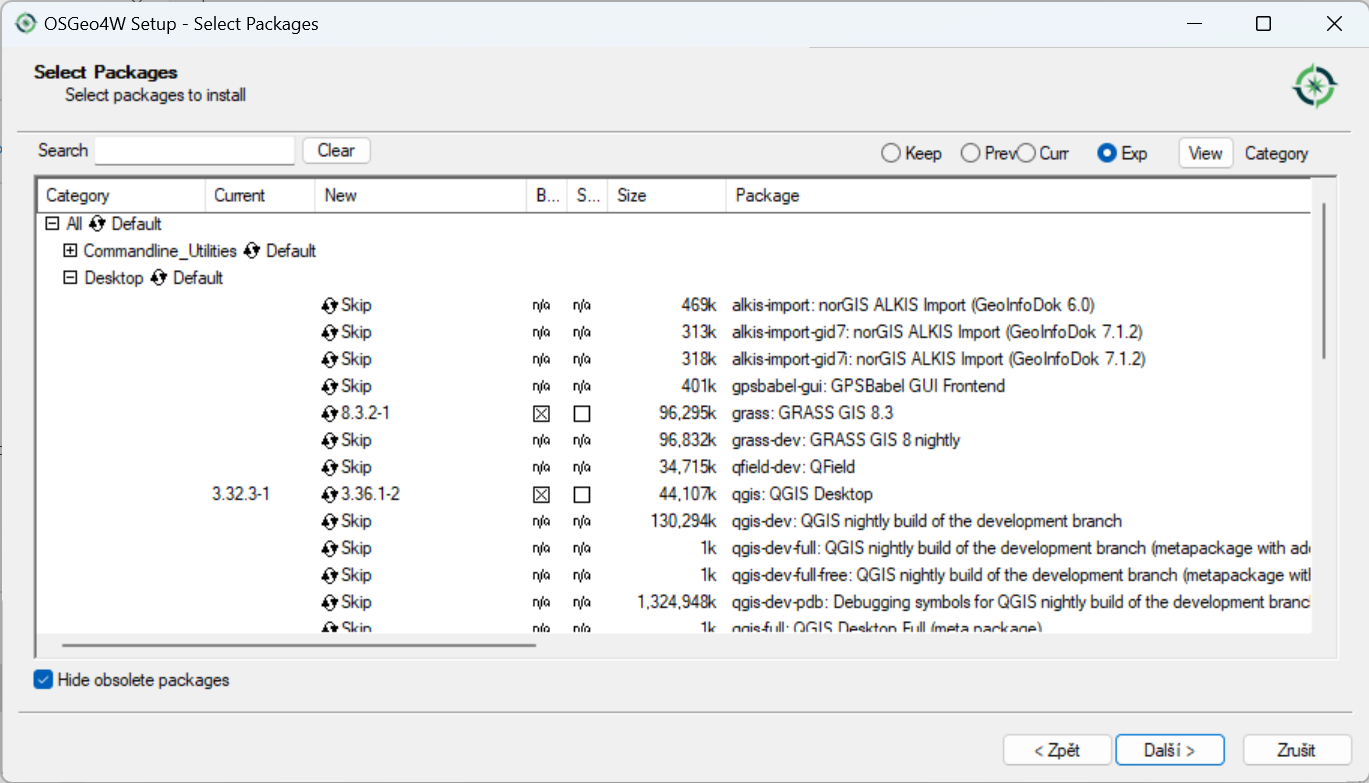 OSGeo4W Setup - Select Packages
Select Packages
Select packages to install
Search Clear Keep Prev Curr Exp View Category
Category Current New B... S... Size Package
All Default
Commandline_Utilities Default
Desktop Default
Skip n/a n/a 469k alkis-import: norGIS ALKIS Import (GeoInfoDok 6.0)
Skip n/a n/a 313k alkis-import-gid7: norGIS ALKIS Import (GeoInfoDok 7.1.2)
Skip n/a n/a 318k alkis-import-gid7i: norGIS ALKIS Import (GeoInfoDok 7.1.2)
Skip n/a n/a 401k gpsbabel-gui: GPSBabel GUI Frontend
8.3.2-1 96,295k grass: GRASS GIS 8.3
Skip n/a n/a 96,832k grass-dev: GRASS GIS 8 nightly
Skip n/a n/a 34,715k qfield-dev: QField
3.32.3-1 3.36.1-2 44,107k qgis: QGIS Desktop
Skip n/a n/a 130,294k qgis-dev: QGIS nightly build of the development branch
Skip n/a n/a 1k qgis-dev-full: QGIS nightly build of the development branch (metapackage with add
Skip n/a n/a 1k qgis-dev-full-free: QGIS nightly build of the development branch (metapackage wit
Skip n/a n/a 1,324,948k qgis-dev-pdb: Debugging symbols for QGIS nightly build of the development branc
Skip n/a n/a 1k qgis-full: QGIS Desktop Full (meta package)
Hide obsolete packages
< Zpět Další > Zrušit